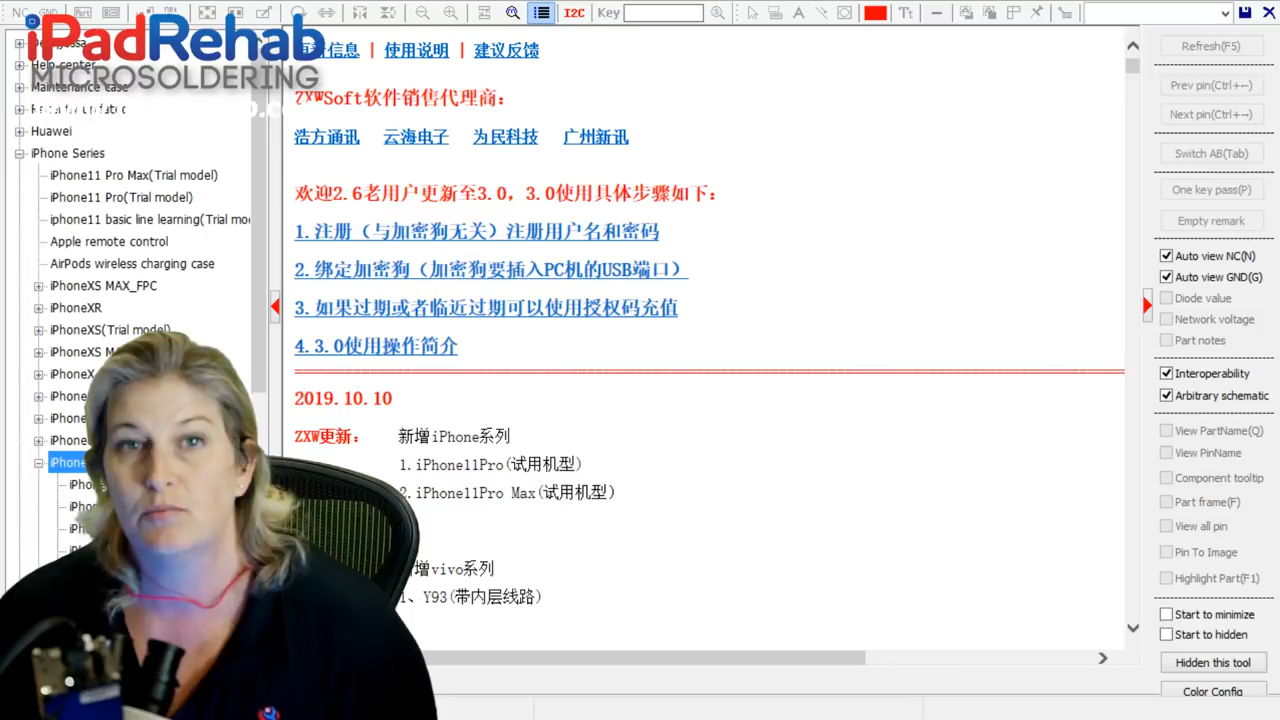 NC
Part
I2C
Key
iPadRehab
MICROSOLDERING
Help center
Maintenance case
Huawei
iPhone Series
iPhone11 Pro Max(Trial model)
iPhone11 Pro(Trial model)
iphone11 basic line learning(Trial mo
Apple remote control
AirPods wireless charging case
iPhoneXS MAX_FPC
iPhoneXR
iPhoneXS(Trial model)
iPhoneXS M
iPhoneX
iPhone
iPhone
iPhone
iPhone
信息 | 使用说明 | 建议反馈
ZXWSoft软件销售代理商:
浩方通讯 云海电子 为民科技 广州新讯
欢迎2.6老用户更新至3.0，3.0使用具体步骤如下:
1.注册（与加密狗无关）注册用户名和密码
2.绑定加密狗（加密狗要插入PC机的USB端口）
3.如果过期或者临近过期可以使用授权码充值
4.3.0使用操作简介
2019.10.10
ZXW更新: 新增iPhone系列
1.iPhone11Pro(试用机型)
2.iPhone11Pro Max(试用机型)
增vivo系列
1、Y93(带内层线路)
Refresh(F5)
Prev pin(Ctrl+←)
Next pin(Ctrl+→)
Switch AB(Tab)
One key pass(P)
Empty remark
Auto view NC(N)
Auto view GND(G)
Diode value
Network voltage
Part notes
Interoperability
Arbitrary schematic
View PartName(Q)
View PinName
Component tooltip
Part frame(F)
View all pin
Pin To Image
Highlight Part(F1)
Start to minimize
Start to hidden
Hidden this tool
Color Config